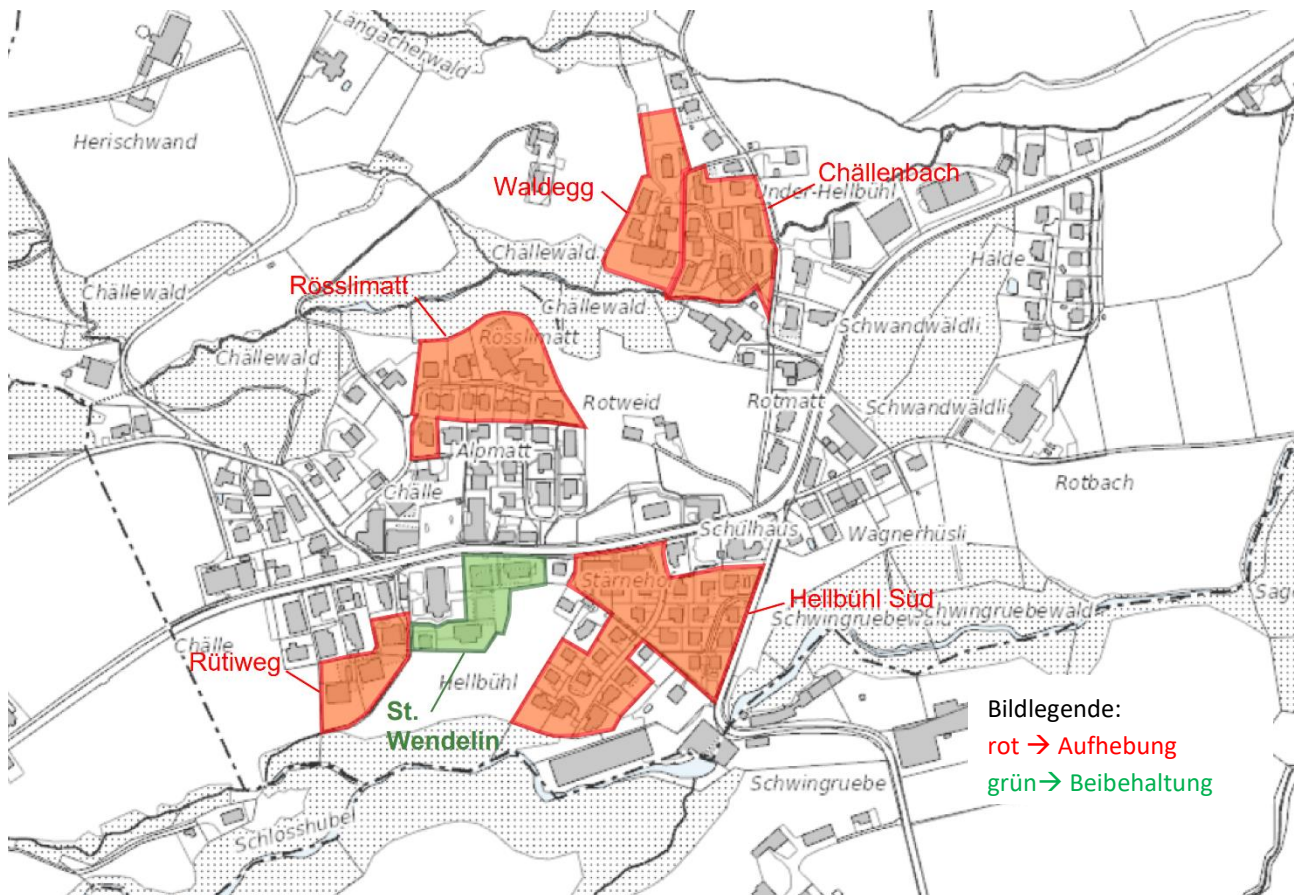 Langacherwald
Herischwand
Waldegg
Chällenbach
Under-Hellbühl
Chällewald
Halde
Rösslimatt
Chällewald
Chällewald
Schwandwäldli
Rösslimatt
Chällewald
Rotweid
Rotmatt
Schwandwäldli
Alpmatt
Chälle
Rotbach
Schulhaus
Wagnerhüsli
Stärnehof
Hellbühl Süd
Schwingruebewald
Schwingruebewald
Chälle
Rütiweg
Hellbühl
St.
Wendelin
Bildlegende:
rot → Aufhebung
grün→ Beibehaltung
Schwingruebe
Schlosshubel